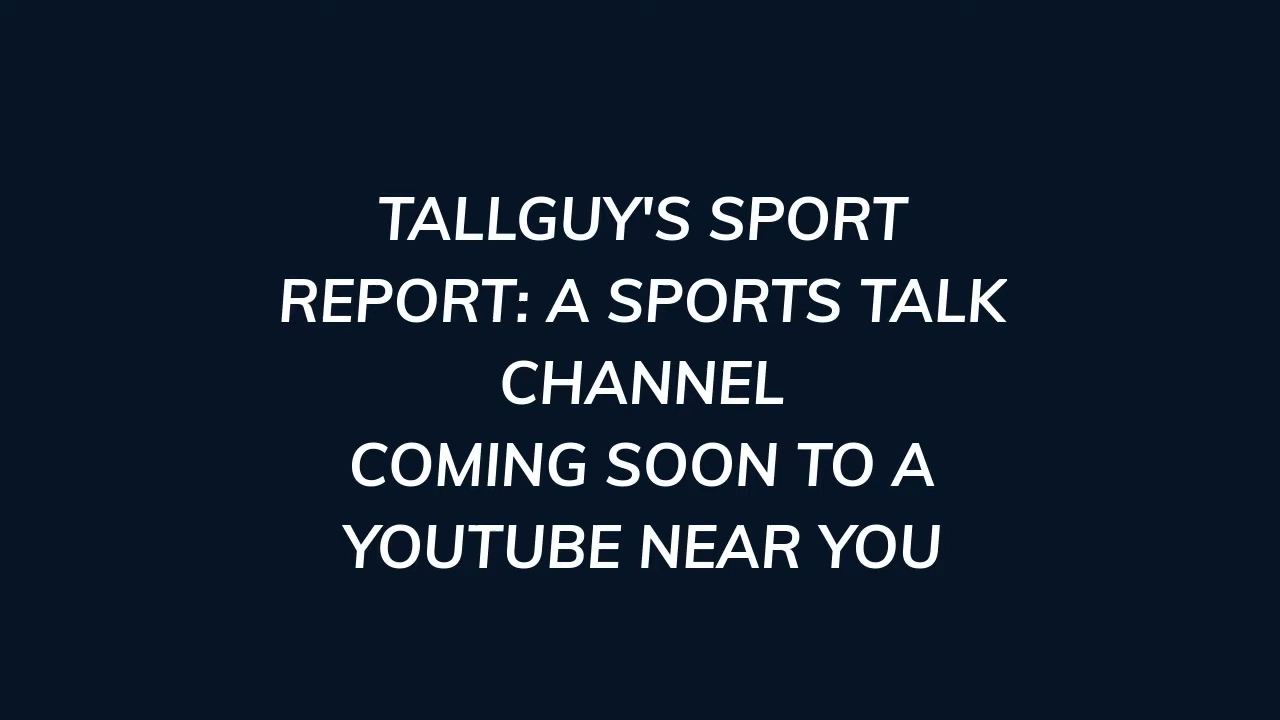 TALLGUY'S SPORT
REPORT: A SPORTS TALK
CHANNEL
COMING SOON TO A
YOUTUBE NEAR YOU